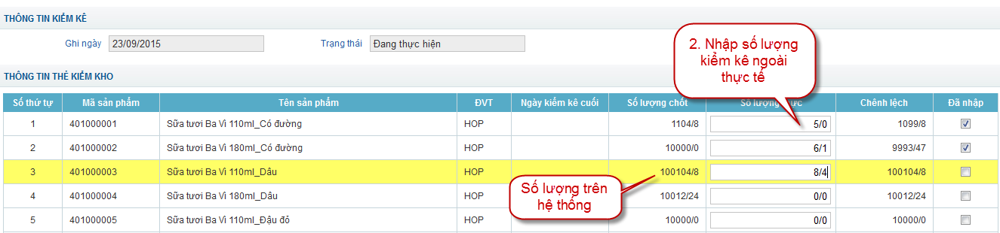 THÔNG TIN KIỂM KÊ
Ghi ngày 23/09/2015 Trạng thái Đang thực hiện
2. Nhập số lượng
kiểm kê ngoài
thực tế
THÔNG TIN THẺ KIỂM KHO
Số thứ tự Mã sản phẩm Tên sản phẩm ĐVT Ngày kiểm kê cuối Số lượng chốt Số lượng thực Chênh lệch Đã nhập
1 401000001 Sữa tươi Ba Vì 110ml_Có đường HOP 1104/8 5/0 1099/8
2 401000002 Sữa tươi Ba Vì 180ml_Có đường HOP 10000/0 6/1 9993/47
3 401000003 Sữa tươi Ba Vì 110ml_Dâu HOP 100104/8 8/4 100104/8
4 401000004 Sữa tươi Ba Vì 180ml_Dâu HOP 10012/24 0/0 10012/24
5 401000005 Sữa tươi Ba Vì 110ml_Đậu đỏ HOP 10000/0 0/0 10000/0
Số lượng trên
hệ thống